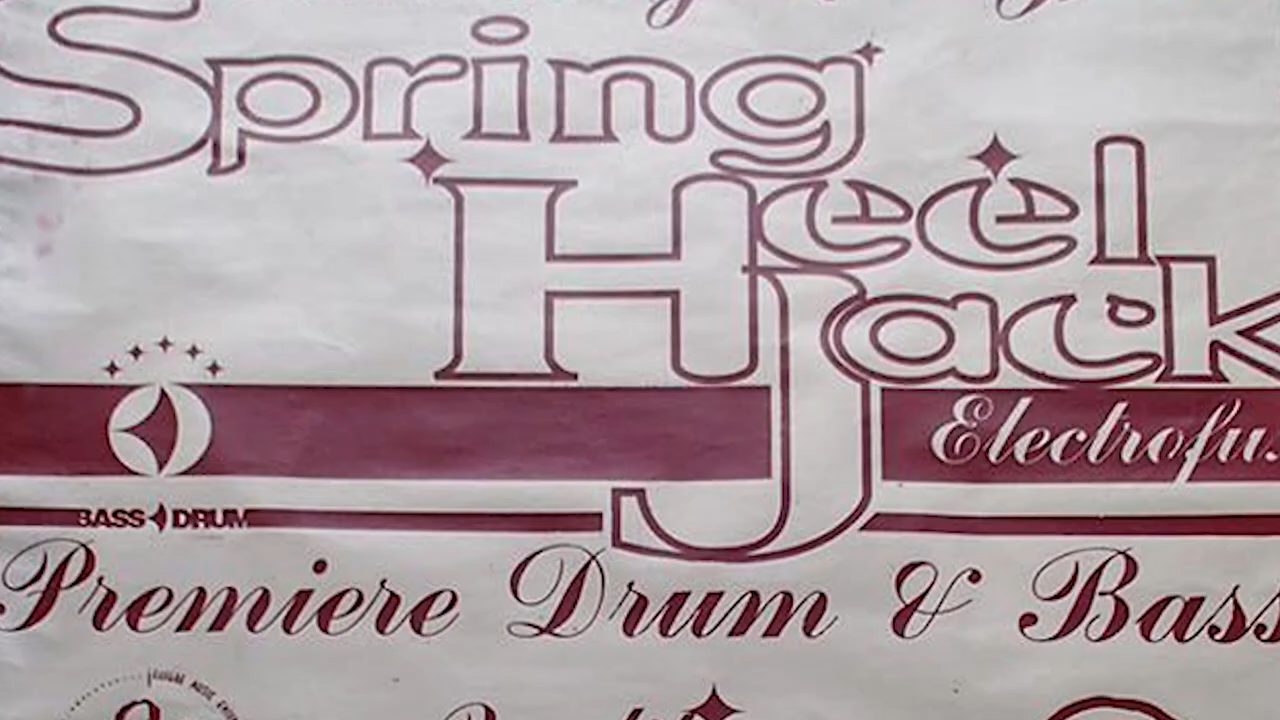 Spring
Heel
Jack
Electrofu
BASS DRUM
Premiere Drum & Bass